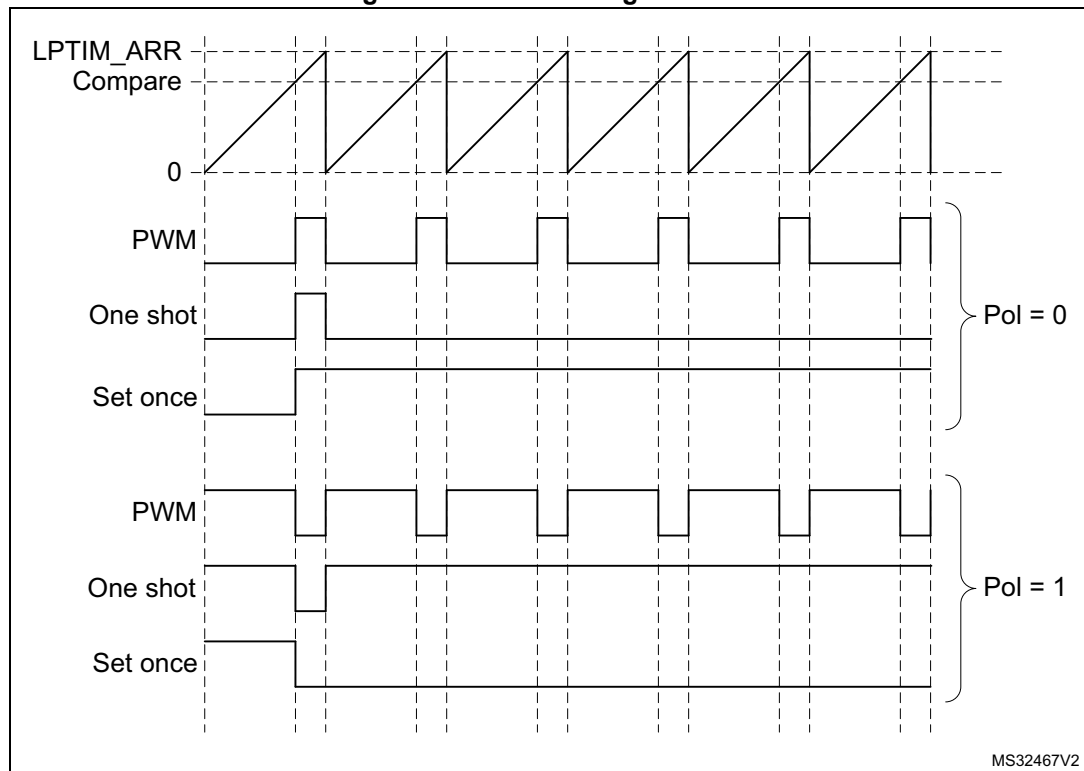 LPTIM_ARR
Compare
0
PWM
One shot
Set once
Pol = 0
PWM
One shot
Set once
Pol = 1
MS32467V2